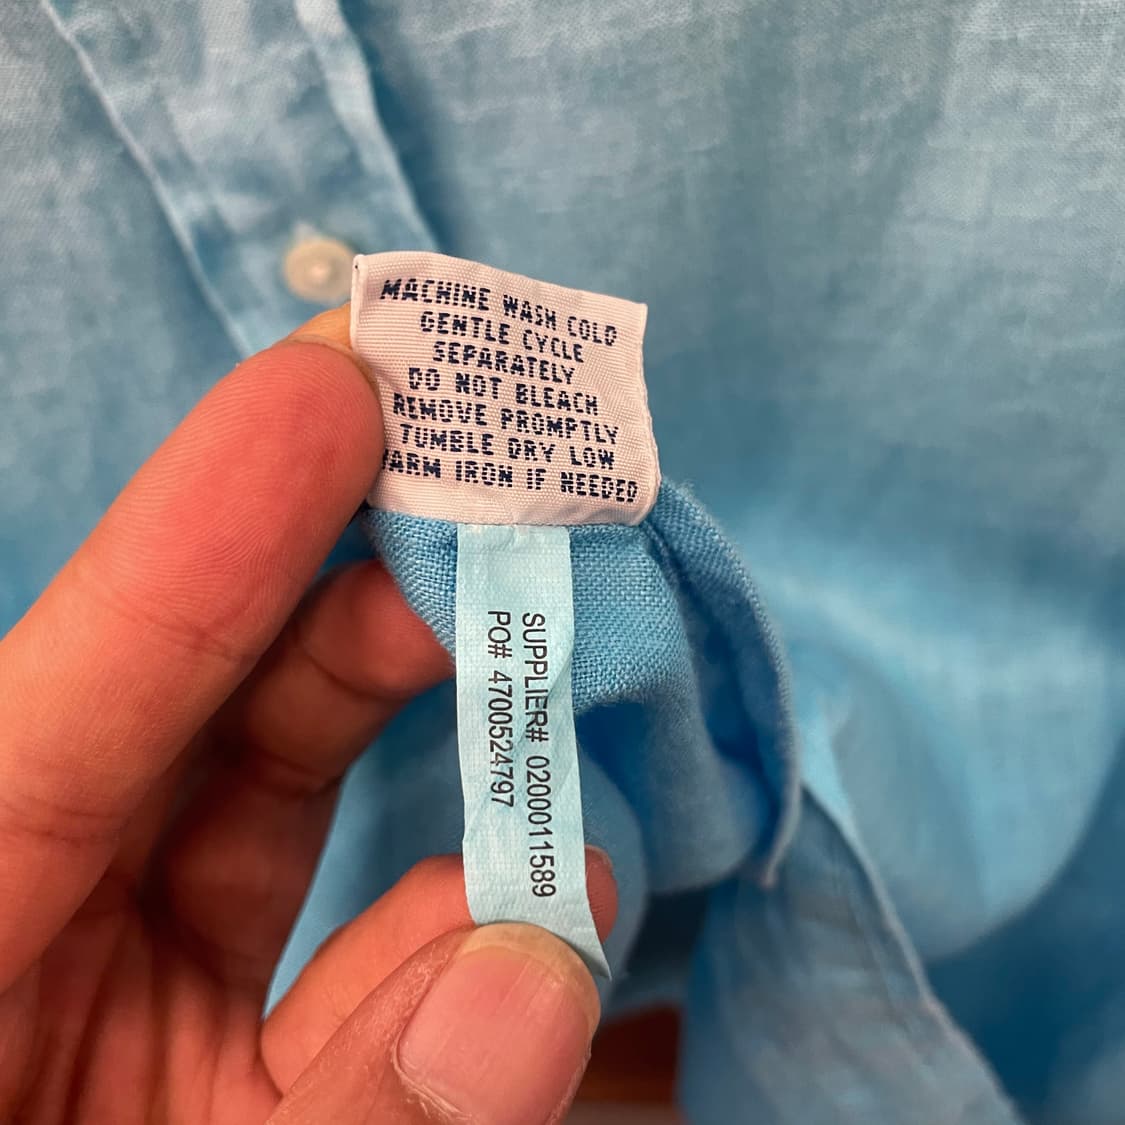 MACHINE WASH COLD
GENTLE CYCLE
SEPARATELY
DO NOT BLEACH
REMOVE PROMPTLY
TUMBLE DRY LOW
ARM IRON IF NEEDED
SUPPLIER# 0200011589
PO# 4700524797